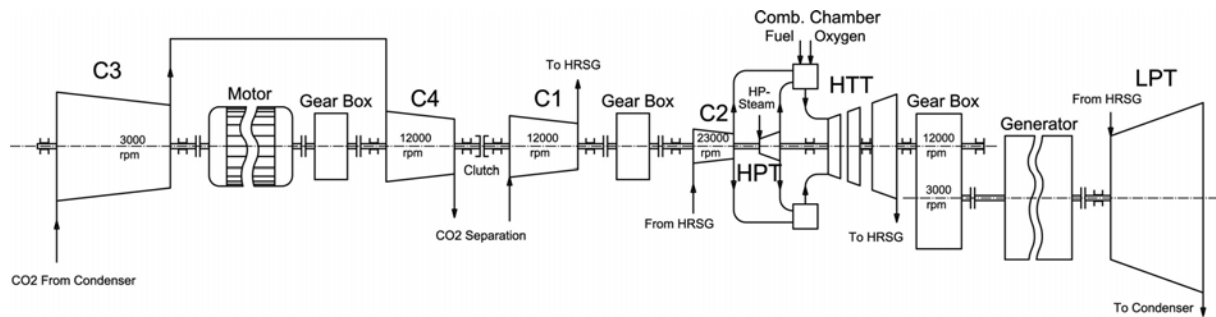 Comb. Chamber
Fuel Oxygen
C3
Motor
Gear Box
C4
To HRSG
C1
Gear Box
C2
HP-
Steam
HTT
Gear Box
Generator
From HRSG
LPT
3000
rpm
12000
rpm
Clutch
12000
rpm
23000
rpm
HPT
12000
rpm
3000
rpm
CO2 From Condenser
CO2 Separation
From HRSG
To HRSG
To Condenser